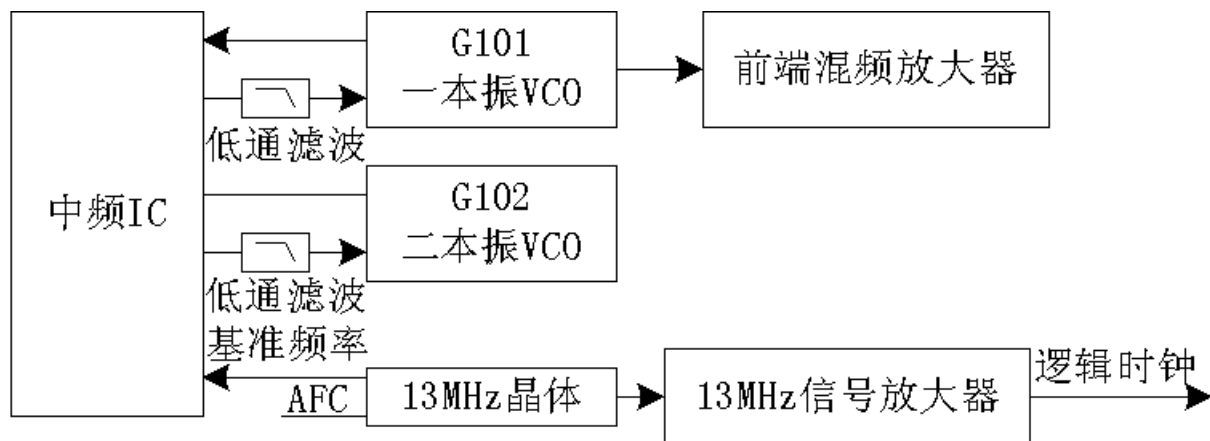 G101
一本振VCO
前端混频放大器
低通滤波
中频IC
G102
二本振VCO
低通滤波
基准频率
AFC
13MHz晶体
13MHz信号放大器
逻辑时钟